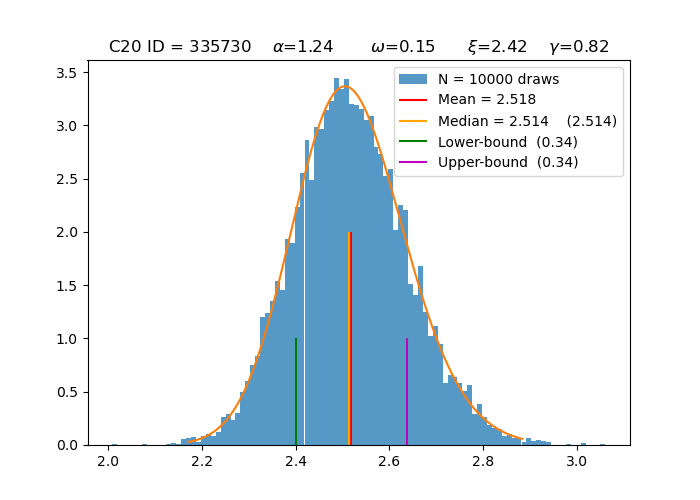 C20 ID = 335730 α=1.24 ω=0.15 ξ=2.42 γ=0.82
N = 10000 draws
Mean = 2.518
Median = 2.514 (2.514)
Lower-bound (0.34)
Upper-bound (0.34)
3.5
3.0
2.5
2.0
1.5
1.0
0.5
0.0
2.0 2.2 2.4 2.6 2.8 3.0